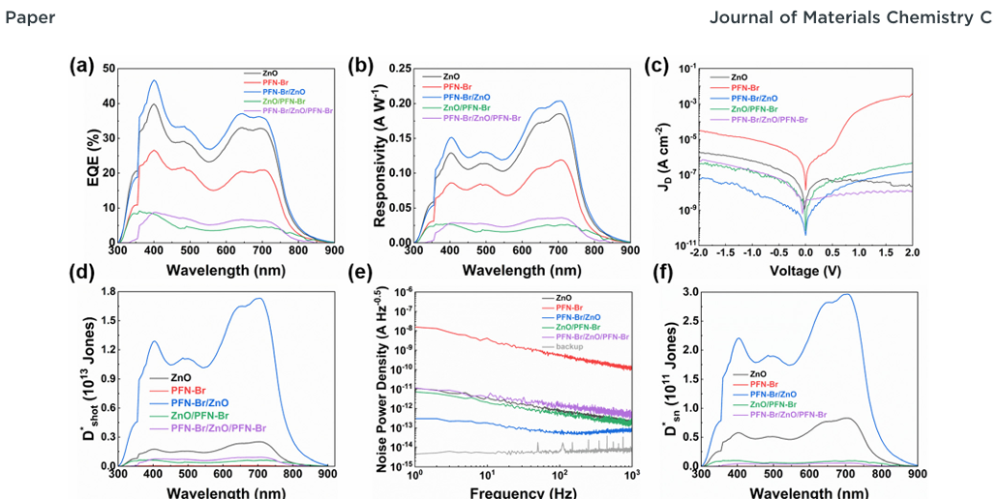 Paper
Journal of Materials Chemistry C
(a)
50
40
30
20
10
0
EQE (%)
300 400 500 600 700 800 900
Wavelength (nm)
ZnO
PFN-Br
PFN-Br/ZnO
ZnO/PFN-Br
PFN-Br/ZnO/PFN-Br
(b)
0.25
0.20
0.15
0.10
0.05
0.00
Responsivity (A W⁻¹)
300 400 500 600 700 800 900
Wavelength (nm)
ZnO
PFN-Br
PFN-Br/ZnO
ZnO/PFN-Br
PFN-Br/ZnO/PFN-Br
(c)
10⁻¹
10⁻³
10⁻⁵
10⁻⁷
10⁻⁹
10⁻¹¹
J_D (A cm⁻²)
-2.0 -1.5 -1.0 -0.5 0.0 0.5 1.0 1.5 2.0
Voltage (V)
ZnO
PFN-Br
PFN-Br/ZnO
ZnO/PFN-Br
PFN-Br/ZnO/PFN-Br
(d)
1.8
1.5
1.2
0.9
0.6
0.3
0.0
D*shot (10¹³ Jones)
300 400 500 600 700 800 900
Wavelength (nm)
ZnO
PFN-Br
PFN-Br/ZnO
ZnO/PFN-Br
PFN-Br/ZnO/PFN-Br
(e)
10⁻⁶
10⁻⁷
10⁻⁸
10⁻⁹
10⁻¹⁰
10⁻¹¹
10⁻¹²
10⁻¹³
10⁻¹⁴
10⁻¹⁵
Noise Power Density (A Hz⁻⁰·⁵)
10⁰ 10¹ 10² 10³
Frequency (Hz)
ZnO
PFN-Br
PFN-Br/ZnO
ZnO/PFN-Br
PFN-Br/ZnO/PFN-Br
backup
(f)
3.0
2.5
2.0
1.5
1.0
0.5
0.0
D*sn (10¹¹ Jones)
300 400 500 600 700 800 900
Wavelength (nm)
ZnO
PFN-Br
PFN-Br/ZnO
ZnO/PFN-Br
PFN-Br/ZnO/PFN-Br